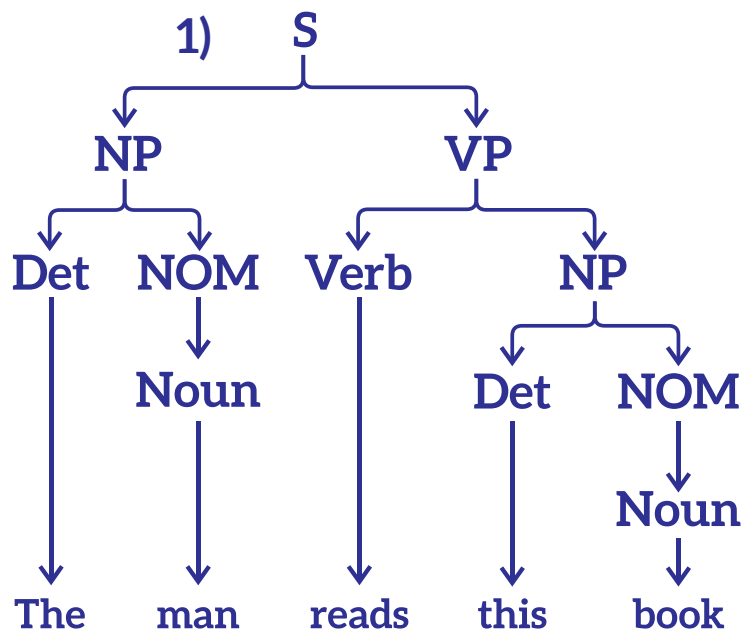 1) S
NP VP
Det NOM Verb NP
Noun Det NOM
Noun
The man reads this book